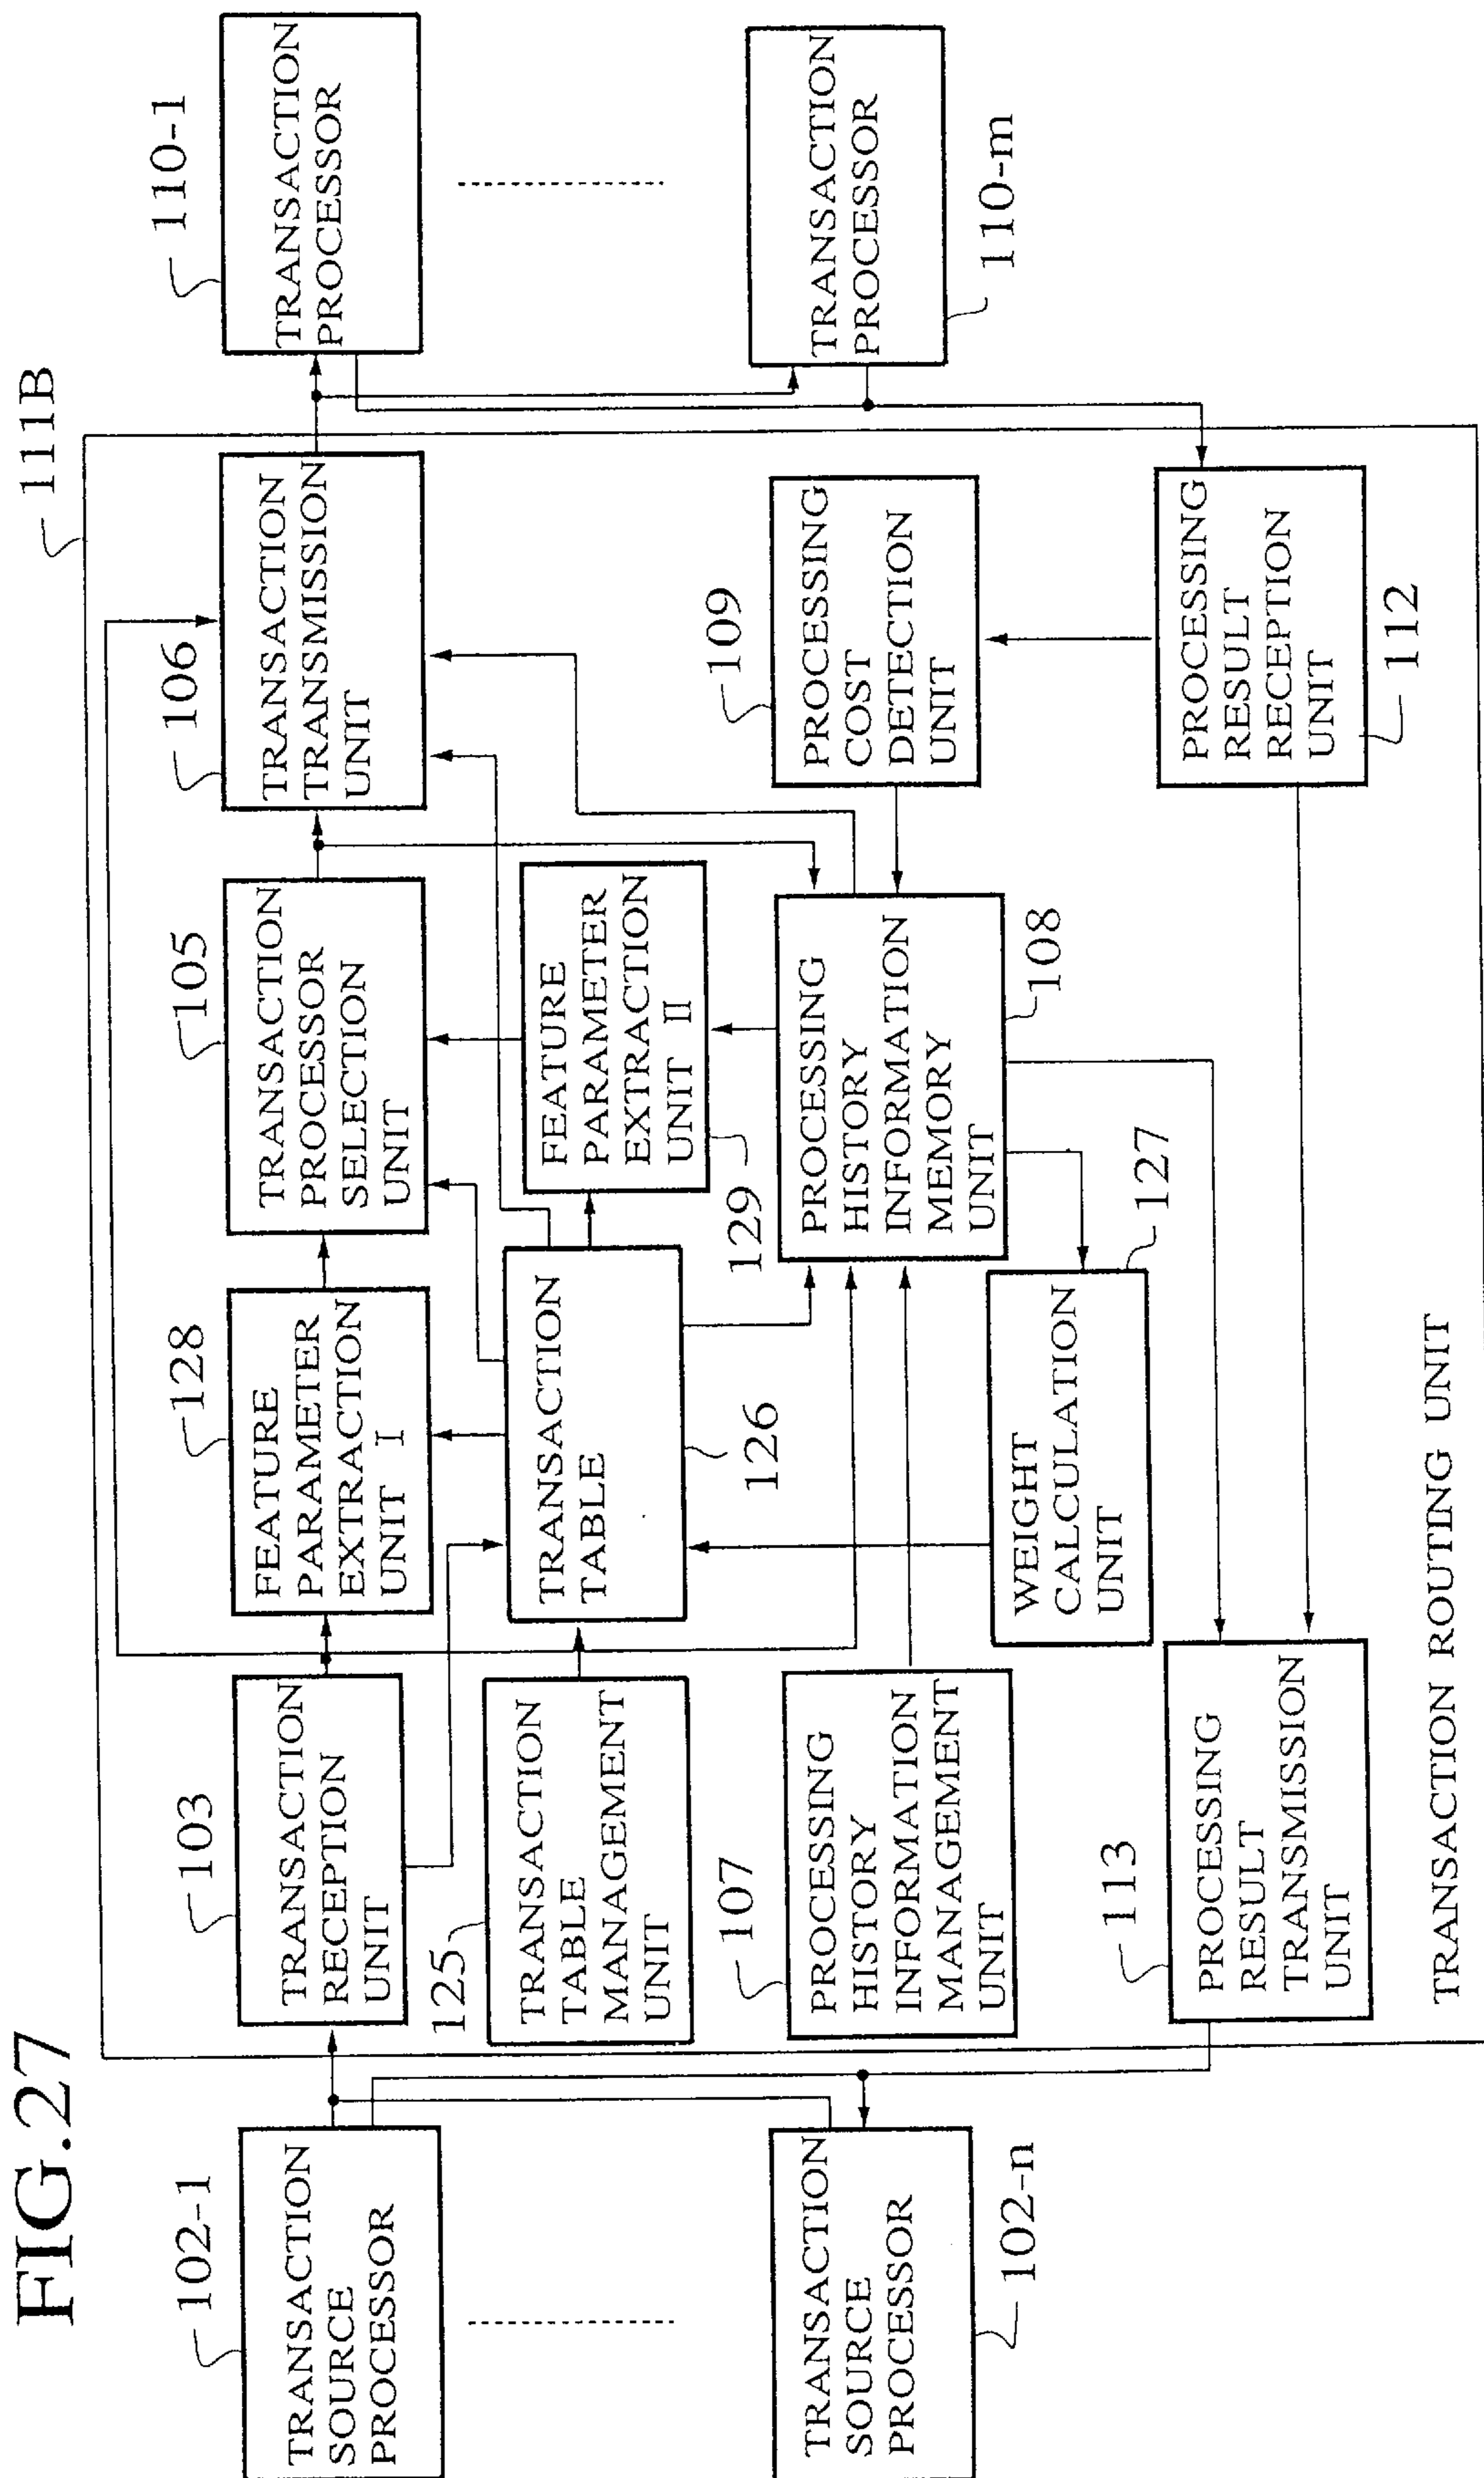 FIG.27
111B
102-1
TRANSACTION
SOURCE
PROCESSOR
102-n
TRANSACTION
SOURCE
PROCESSOR
103
TRANSACTION
RECEPTION
UNIT
125
TRANSACTION
TABLE
MANAGEMENT
UNIT
107
PROCESSING
HISTORY
INFORMATION
MANAGEMENT
UNIT
113
PROCESSING
RESULT
TRANSMISSION
UNIT
128
FEATURE
PARAMETER
EXTRACTION
UNIT I
TRANSACTION
TABLE
126
WEIGHT
CALCULATION
UNIT
127
105
TRANSACTION
PROCESSOR
SELECTION
UNIT
FEATURE
PARAMETER
EXTRACTION
UNIT II
129
PROCESSING
HISTORY
INFORMATION
MEMORY
UNIT
108
106
TRANSACTION
TRANSMISSION
UNIT
109
PROCESSING
COST
DETECTION
UNIT
PROCESSING
RESULT
RECEPTION
UNIT
112
110-1
TRANSACTION
PROCESSOR
TRANSACTION
PROCESSOR
110-m
TRANSACTION ROUTING UNIT